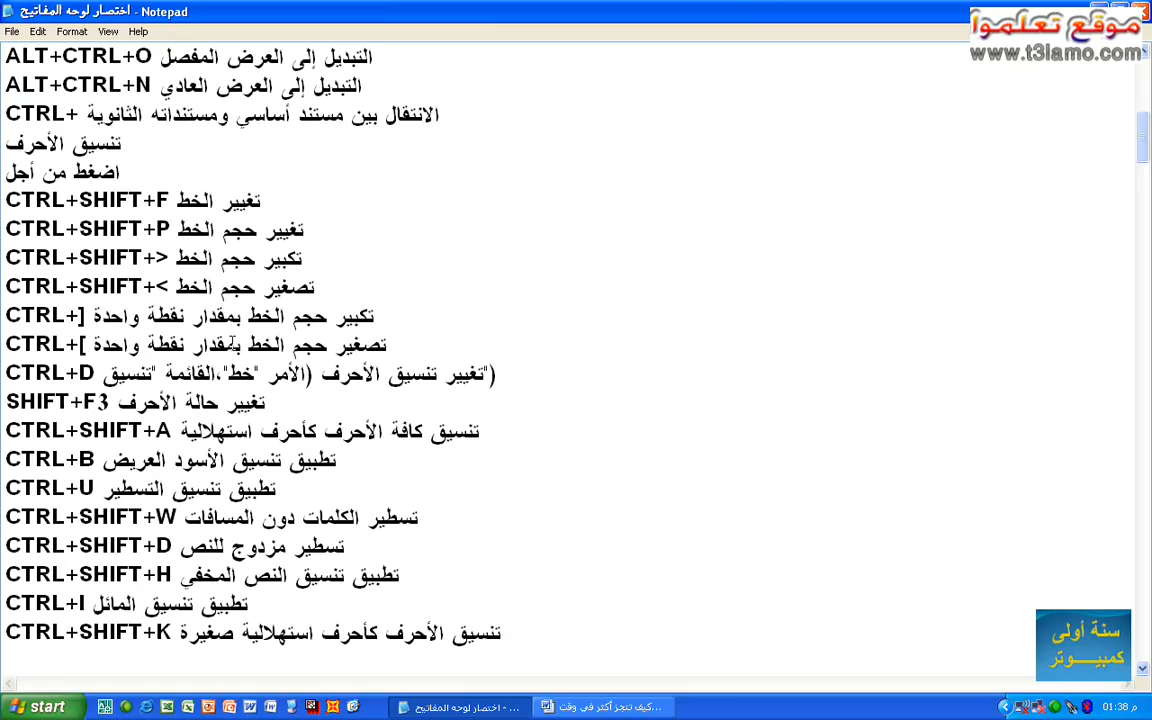 اختصار لوحه المفاتيح - Notepad
File Edit Format View Help
موقع تعلموا
www.t3lamo.com
ALT+CTRL+O التبديل إلى العرض المفصل
ALT+CTRL+N التبديل إلى العرض العادي
CTRL+ الانتقال بين مستند أساسي ومستنداته الثانوية
تنسيق الأحرف
اضغط من أجل
CTRL+SHIFT+F تغيير الخط
CTRL+SHIFT+P تغيير حجم الخط
CTRL+SHIFT+> تكبير حجم الخط
CTRL+SHIFT+< تصغير حجم الخط
CTRL+] تكبير حجم الخط بمقدار نقطة واحدة
CTRL+[ تصغير حجم الخط بمقدار نقطة واحدة
CTRL+D تغيير تنسيق الأحرف (الأمر "خط"،القائمة "تنسيق")
SHIFT+F3 تغيير حالة الأحرف
CTRL+SHIFT+A تنسيق كافة الأحرف كأحرف استهلالية
CTRL+B تطبيق تنسيق الأسود العريض
CTRL+U تطبيق تنسيق التسطير
CTRL+SHIFT+W تسطير الكلمات دون المسافات
CTRL+SHIFT+D تسطير مزدوج للنص
CTRL+SHIFT+H تطبيق تنسيق النص المخفي
CTRL+I تطبيق تنسيق المائل
CTRL+SHIFT+K تنسيق الأحرف كأحرف استهلالية صغيرة
سنة أولى
كمبيــــوتر
start
اختصار لوحه المفاتيح - ...
كيف تنجز أكثر في وقت...
01:38 م